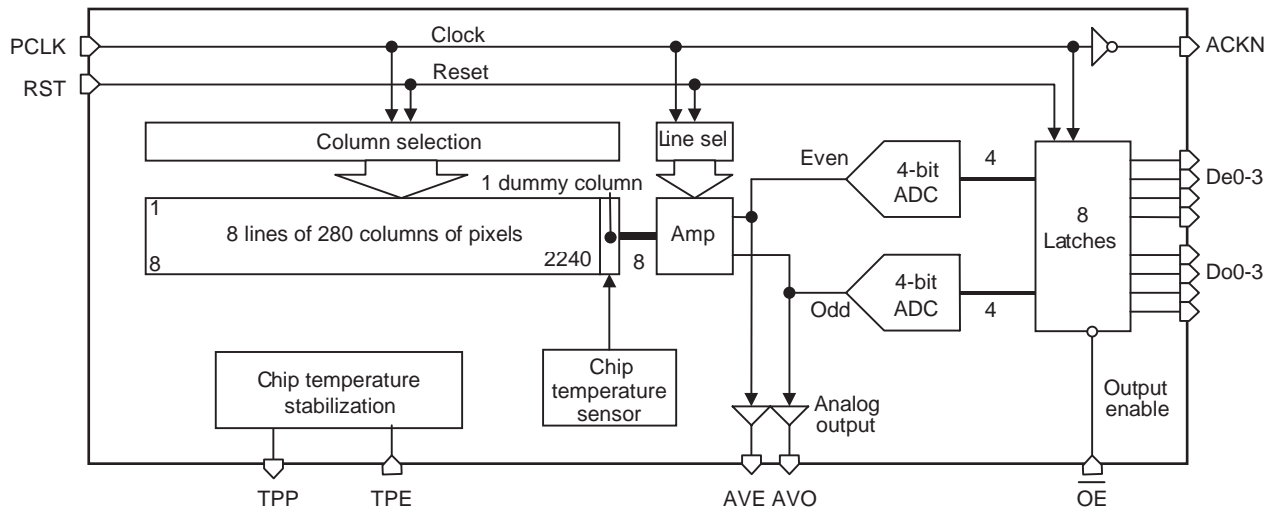 PCLK
Clock
ACKN
RST
Reset
Column selection
Line sel
Even
4-bit
ADC
4
De0-3
1 dummy column
1
8 lines of 280 columns of pixels
8
2240
8
Amp
8
Latches
Odd
4-bit
ADC
4
Do0-3
Chip temperature
stabilization
Chip
temperature
sensor
Analog
output
Output
enable
TPP
TPE
AVE
AVO
OE